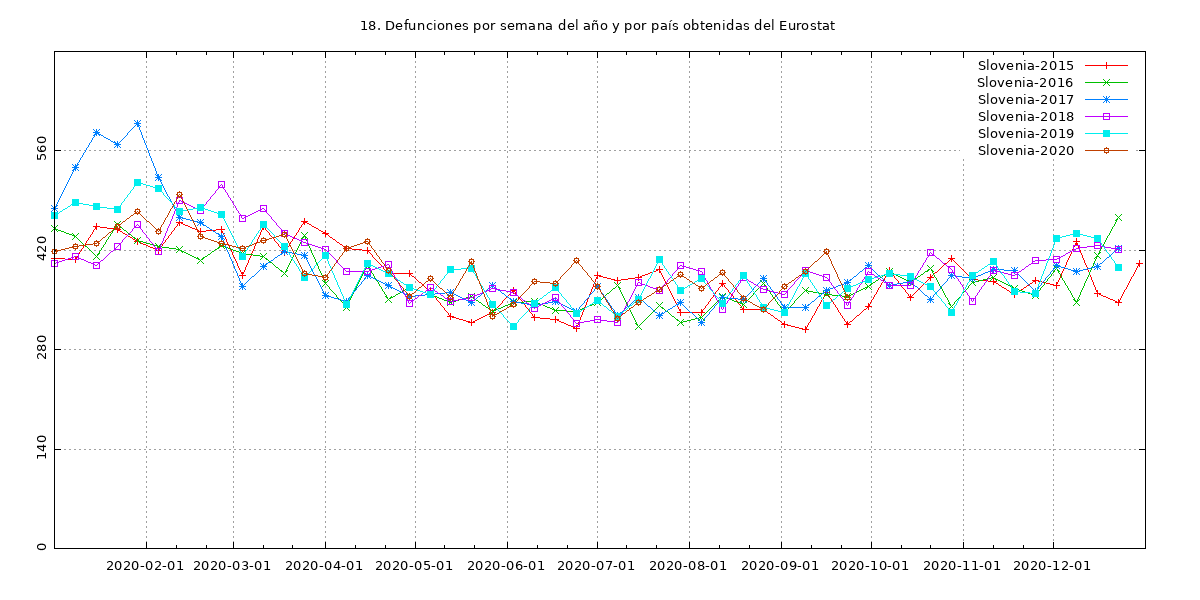 18. Defunciones por semana del año y por país obtenidas del Eurostat
Slovenia-2015
Slovenia-2016
Slovenia-2017
Slovenia-2018
Slovenia-2019
Slovenia-2020
560
420
280
140
0
2020-02-01 2020-03-01 2020-04-01 2020-05-01 2020-06-01 2020-07-01 2020-08-01 2020-09-01 2020-10-01 2020-11-01 2020-12-01